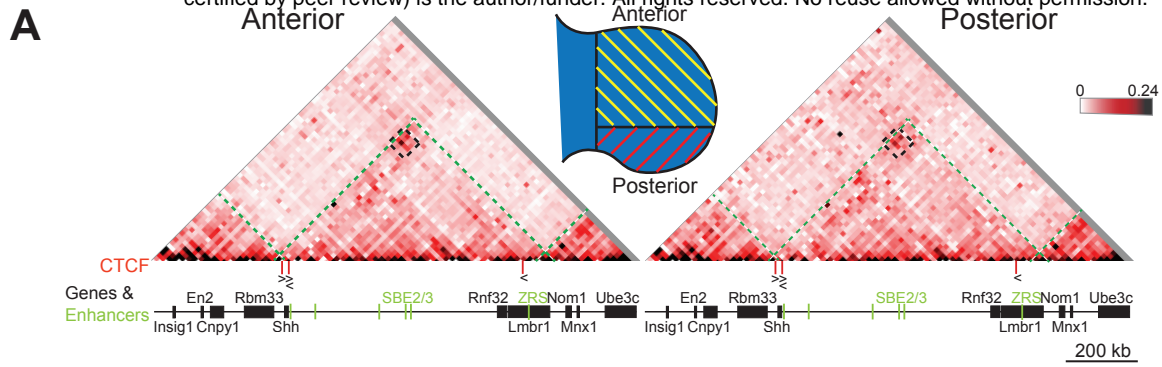 certified by peer review) is the author/funder. All rights reserved. No reuse allowed without permission.
A
Anterior
Anterior
Posterior
0 0.24
Posterior
CTCF
>> <
<
>> <
<
Genes &
Enhancers
En2 Rbm33 SBE2/3 Rnf32 ZRS Nom1 Ube3c
Insig1 Cnpy1 Shh Lmbr1 Mnx1
En2 Rbm33 SBE2/3 Rnf32 ZRS Nom1 Ube3c
Insig1 Cnpy1 Shh Lmbr1 Mnx1
200 kb